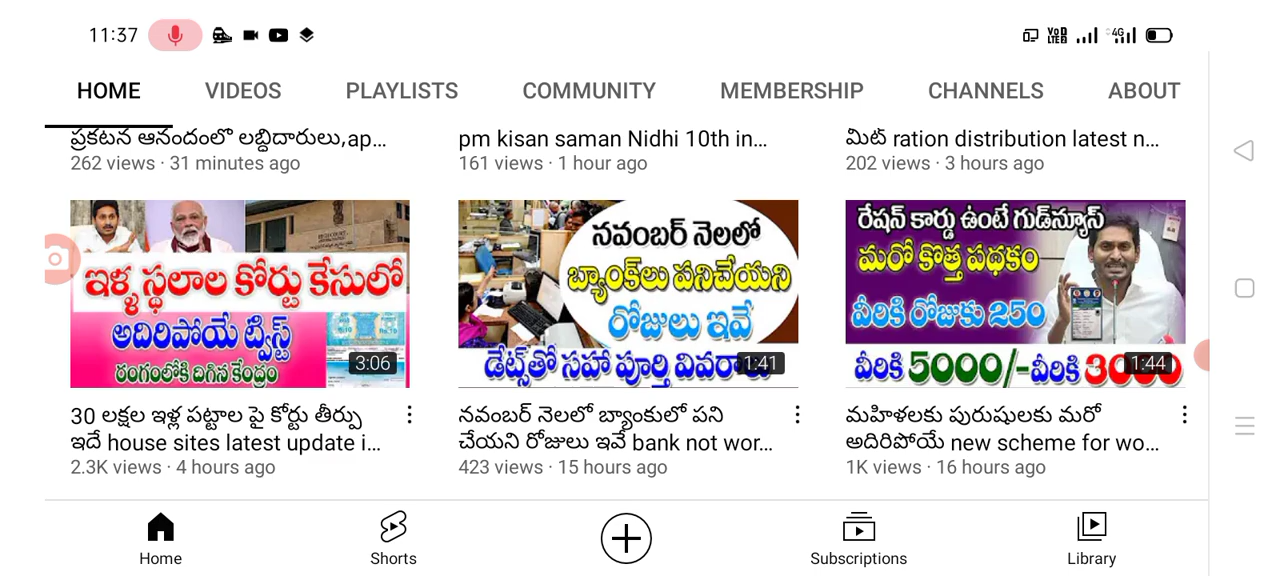 11:37
VoD LTE2 4G
HOME VIDEOS PLAYLISTS COMMUNITY MEMBERSHIP CHANNELS ABOUT
ప్రకటన ఆనందంలో లబ్దిదారులు,ap...
262 views · 31 minutes ago
pm kisan saman Nidhi 10th in...
161 views · 1 hour ago
మిట్ ration distribution latest n...
202 views · 3 hours ago
ఇళ్ళ స్థలాల కోర్టు కేసులో
అదిరిపోయే ట్విస్ట్
రంగంలోకి దిగిన కేంద్రం
3:06
నవంబర్ నెలలో
బ్యాంక్‌లు పనిచేయని
రోజులు ఇవే
డేట్స్‌తో సహా పూర్తి
1:41
రేషన్ కార్డు ఉంటే గుడ్‌న్యూస్
మరో కొత్త పథకం
వీరికి రోజుకు 250
వీరికి 5000/-వీరికి
1:44
30 లక్షల ఇళ్ల పట్టాల పై కోర్టు తీర్పు
ఇదే house sites latest update i...
2.3K views · 4 hours ago
నవంబర్ నెలలో బ్యాంకులో పని
చేయని రోజులు ఇవే bank not wor...
423 views · 15 hours ago
మహిళలకు పురుషులకు మరో
అదిరిపోయే new scheme for wo...
1K views · 16 hours ago
Home Shorts Subscriptions Library